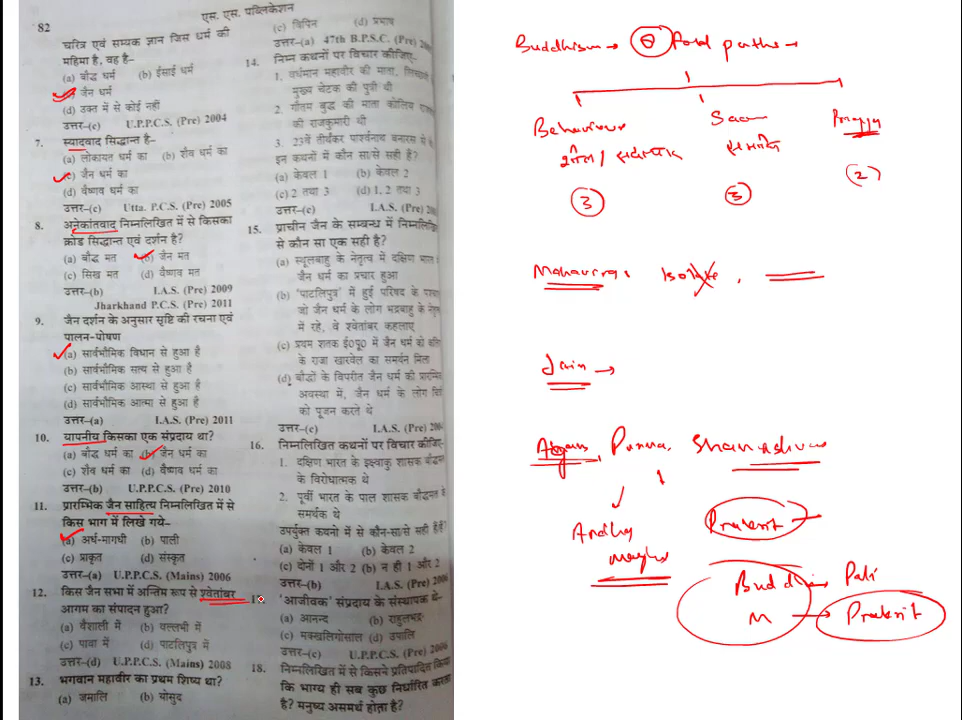 82
एस. एस. पब्लिकेशन
चरित्र एवं सम्यक ज्ञान जिस धर्म की
महिमा है, वह है-
(a) बौद्ध धर्म (b) ईसाई धर्म
जैन धर्म
(d) उक्त में से कोई नहीं
उत्तर-(c) U.P.P.C.S. (Pre) 2004
7. स्यादवाद सिद्धान्त है-
(a) लोकायत धर्म का (b) शैव धर्म का
(c) जैन धर्म का
(d) वैष्णव धर्म का
उत्तर-(c) Utta. P.C.S. (Pre) 2005
8. अनेकांतवाद निम्नलिखित में से किसका
क्रोड सिद्धान्त एवं दर्शन है?
(a) बौद्ध मत (b) जैन मत
(c) सिख मत (d) वैष्णव मत
उत्तर-(b) I.A.S. (Pre) 2009
Jharkhand P.C.S. (Pre) 2011
9. जैन दर्शन के अनुसार सृष्टि की रचना एवं
पालन-पोषण
(a) सार्वभौमिक विधान से हुआ है
(b) सार्वभौमिक सत्य से हुआ है
(c) सार्वभौमिक आस्था से हुआ है
(d) सार्वभौमिक आत्मा से हुआ है
उत्तर-(a) I.A.S. (Pre) 2011
10. यापनीय किसका एक संप्रदाय था?
(a) बौद्ध धर्म का (b) जैन धर्म का
(c) शैव धर्म का (d) वैष्णव धर्म का
उत्तर-(b) U.P.P.C.S. (Pre) 2010
11. प्रारम्भिक जैन साहित्य निम्नलिखित में से
किस भाग में लिखे गये-
(a) अर्ध-मागधी (b) पाली
(c) प्राकृत (d) संस्कृत
उत्तर-(a) U.P.P.C.S. (Mains) 2006
12. किस जैन सभा में अन्तिम रूप से श्वेतांबर
आगम का संपादन हुआ?
(a) वैशाली में (b) वल्लभी में
(c) पावा में (d) पाटलिपुत्र में
उत्तर-(d) U.P.P.C.S. (Mains) 2008
13. भगवान महावीर का प्रथम शिष्य था?
(a) जमालि (b) योसुद
(c) विपिन (d) प्रभाष
उत्तर-(a) 47th B.P.S.C. (Pre)
14. निम्न कथनों पर विचार कीजिए-
1. वर्धमान महावीर की माता,
मुख्य चेटक की पुत्री थी
2. गौतम बुद्ध की माता कोलिय
की राजकुमारी थी
3. 23वें तीर्थंकर पार्श्वनाथ बनारस से
इन कथनों में कौन सा/से सही है?
(a) केवल 1 (b) केवल 2
(c) 2 तथा 3 (d) 1, 2 तथा 3
उत्तर-(c) I.A.S. (Pre)
15. प्राचीन जैन के सम्बन्ध में
से कौन सा एक सही है?
(a) स्थूलबाहु के नेतृत्व में दक्षिण भारत
जैन धर्म का प्रचार हुआ
(b) 'पाटलिपुत्र' में हुई परिषद के
जो जैन धर्म के लोग भद्रबाहु के
में रहे, वे श्वेतांबर कहलाए
(c) प्रथम शतक ई०पू० में जैन धर्म को
के राजा खारवेल का समर्थन मिला
(d) बौद्धों के विपरीत जैन धर्म की प्रारम्भिक
अवस्था में, जैन धर्म के लोग
को पूजन करते थे
उत्तर-(c) I.A.S. (Pre)
16. निम्नलिखित कथनों पर विचार कीजिए-
1. दक्षिण भारत के इक्ष्वाकु शासक
के विरोधात्मक थे
2. पूर्वी भारत के पाल शासक
समर्थक थे
उपर्युक्त कथनो में से कौन-सा/से सही है/हैं?
(a) केवल 1 (b) केवल 2
(c) दोनों 1 और 2 (b) न ही 1 और 2
उत्तर-(b) I.A.S. (Pre)
'आजीवक' संप्रदाय के संस्थापक थे-
(a) आनन्द (b) राहुलभद्र
(c) मक्खलिगोसाल (d) उपालि
उत्तर-(c) U.P.P.C.S. (Pre)
18. निम्नलिखित में से किसने प्रतिपादित किया
कि भाग्य ही सब कुछ निर्धारित करता
है? मनुष्य असमर्थ होता है?
Buddhism → 8 fold paths
Behaviour
3 3 2
Mahavira
Jain →
Purva,
Prakrit
Buddhism Pali
M → Prakrit